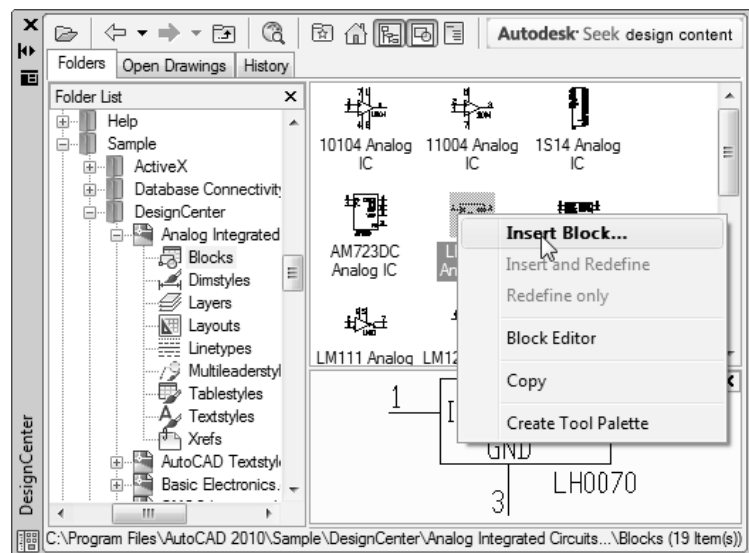 Autodesk Seek design content
Folders
Open Drawings
History
Folder List
Help
Sample
ActiveX
Database Connectivit
DesignCenter
Analog Integrated
Blocks
Dimstyles
Layers
Layouts
Linetypes
Multileaderstyl
Tablestyles
Textstyles
Xrefs
AutoCAD Textstyl
Basic Electronics.
10104 Analog IC
11004 Analog IC
1S14 Analog IC
AM723DC Analog IC
LM111 Analog
Insert Block...
Insert and Redefine
Redefine only
Block Editor
Copy
Create Tool Palette
1
GND
LH0070
3
DesignCenter
C:\Program Files\AutoCAD 2010\Sample\DesignCenter\Analog Integrated Circuits...\Blocks (19 Item(s))